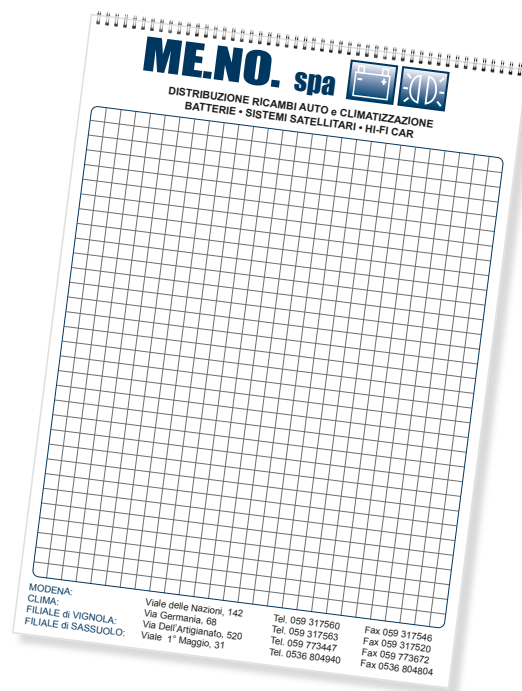 ME.NO. spa
DISTRIBUZIONE RICAMBI AUTO e CLIMATIZZAZIONE
BATTERIE • SISTEMI SATELLITARI • HI-FI CAR
MODENA: Viale delle Nazioni, 142 Tel. 059 317560 Fax 059 317546
CLIMA: Via Germania, 68 Tel. 059 317563 Fax 059 317520
FILIALE di VIGNOLA: Via Dell'Artigianato, 520 Tel. 059 773447 Fax 059 773672
FILIALE di SASSUOLO: Viale 1° Maggio, 31 Tel. 0536 804940 Fax 0536 804804